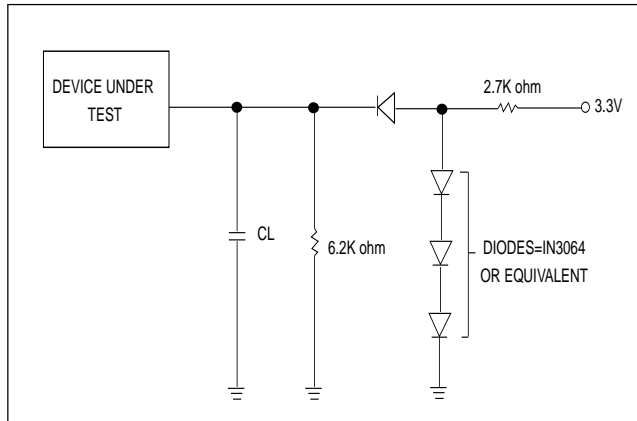 DEVICE UNDER
TEST
2.7K ohm
3.3V
CL
6.2K ohm
DIODES=IN3064
OR EQUIVALENT